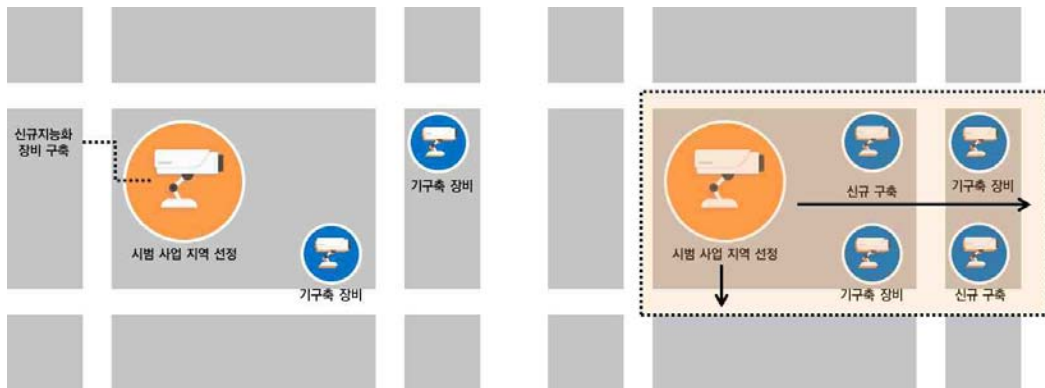 신규지능화
장비 구축
시범 사업 지역 선정
기구축 장비
기구축 장비
신규 구축
기구축 장비
시범 사업 지역 선정
기구축 장비
신규 구축